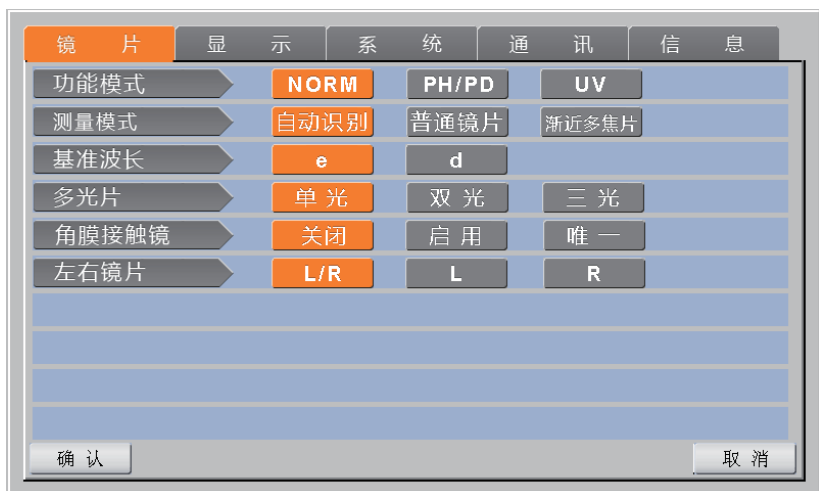 镜 片 显 示 系 统 通 讯 信 息
功能模式 NORM PH/PD UV
测量模式 自动识别 普通镜片 渐近多焦片
基准波长 e d
多光片 单光 双光 三光
角膜接触镜 关闭 启用 唯一
左右镜片 L/R L R
确认 取消